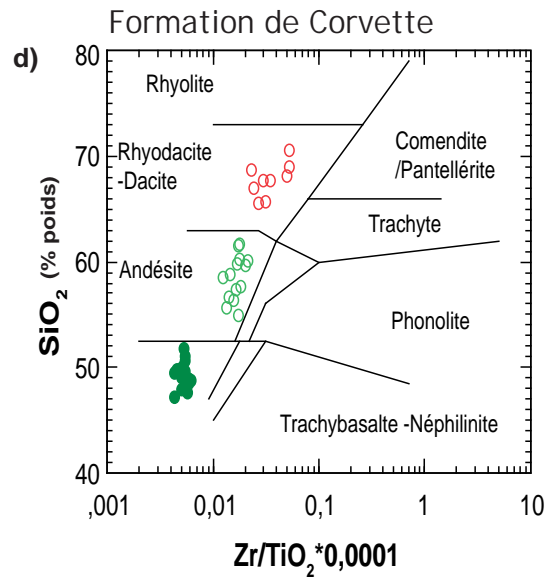 Formation de Corvette
d)
80
70
60
50
40
SiO₂ (% poids)
Rhyolite
Rhyodacite
-Dacite
Comendite
/Pantellérite
Trachyte
Andésite
Phonolite
Trachybasalte -Néphilinite
,001
0,01
0,1
1
10
Zr/TiO₂*0,0001